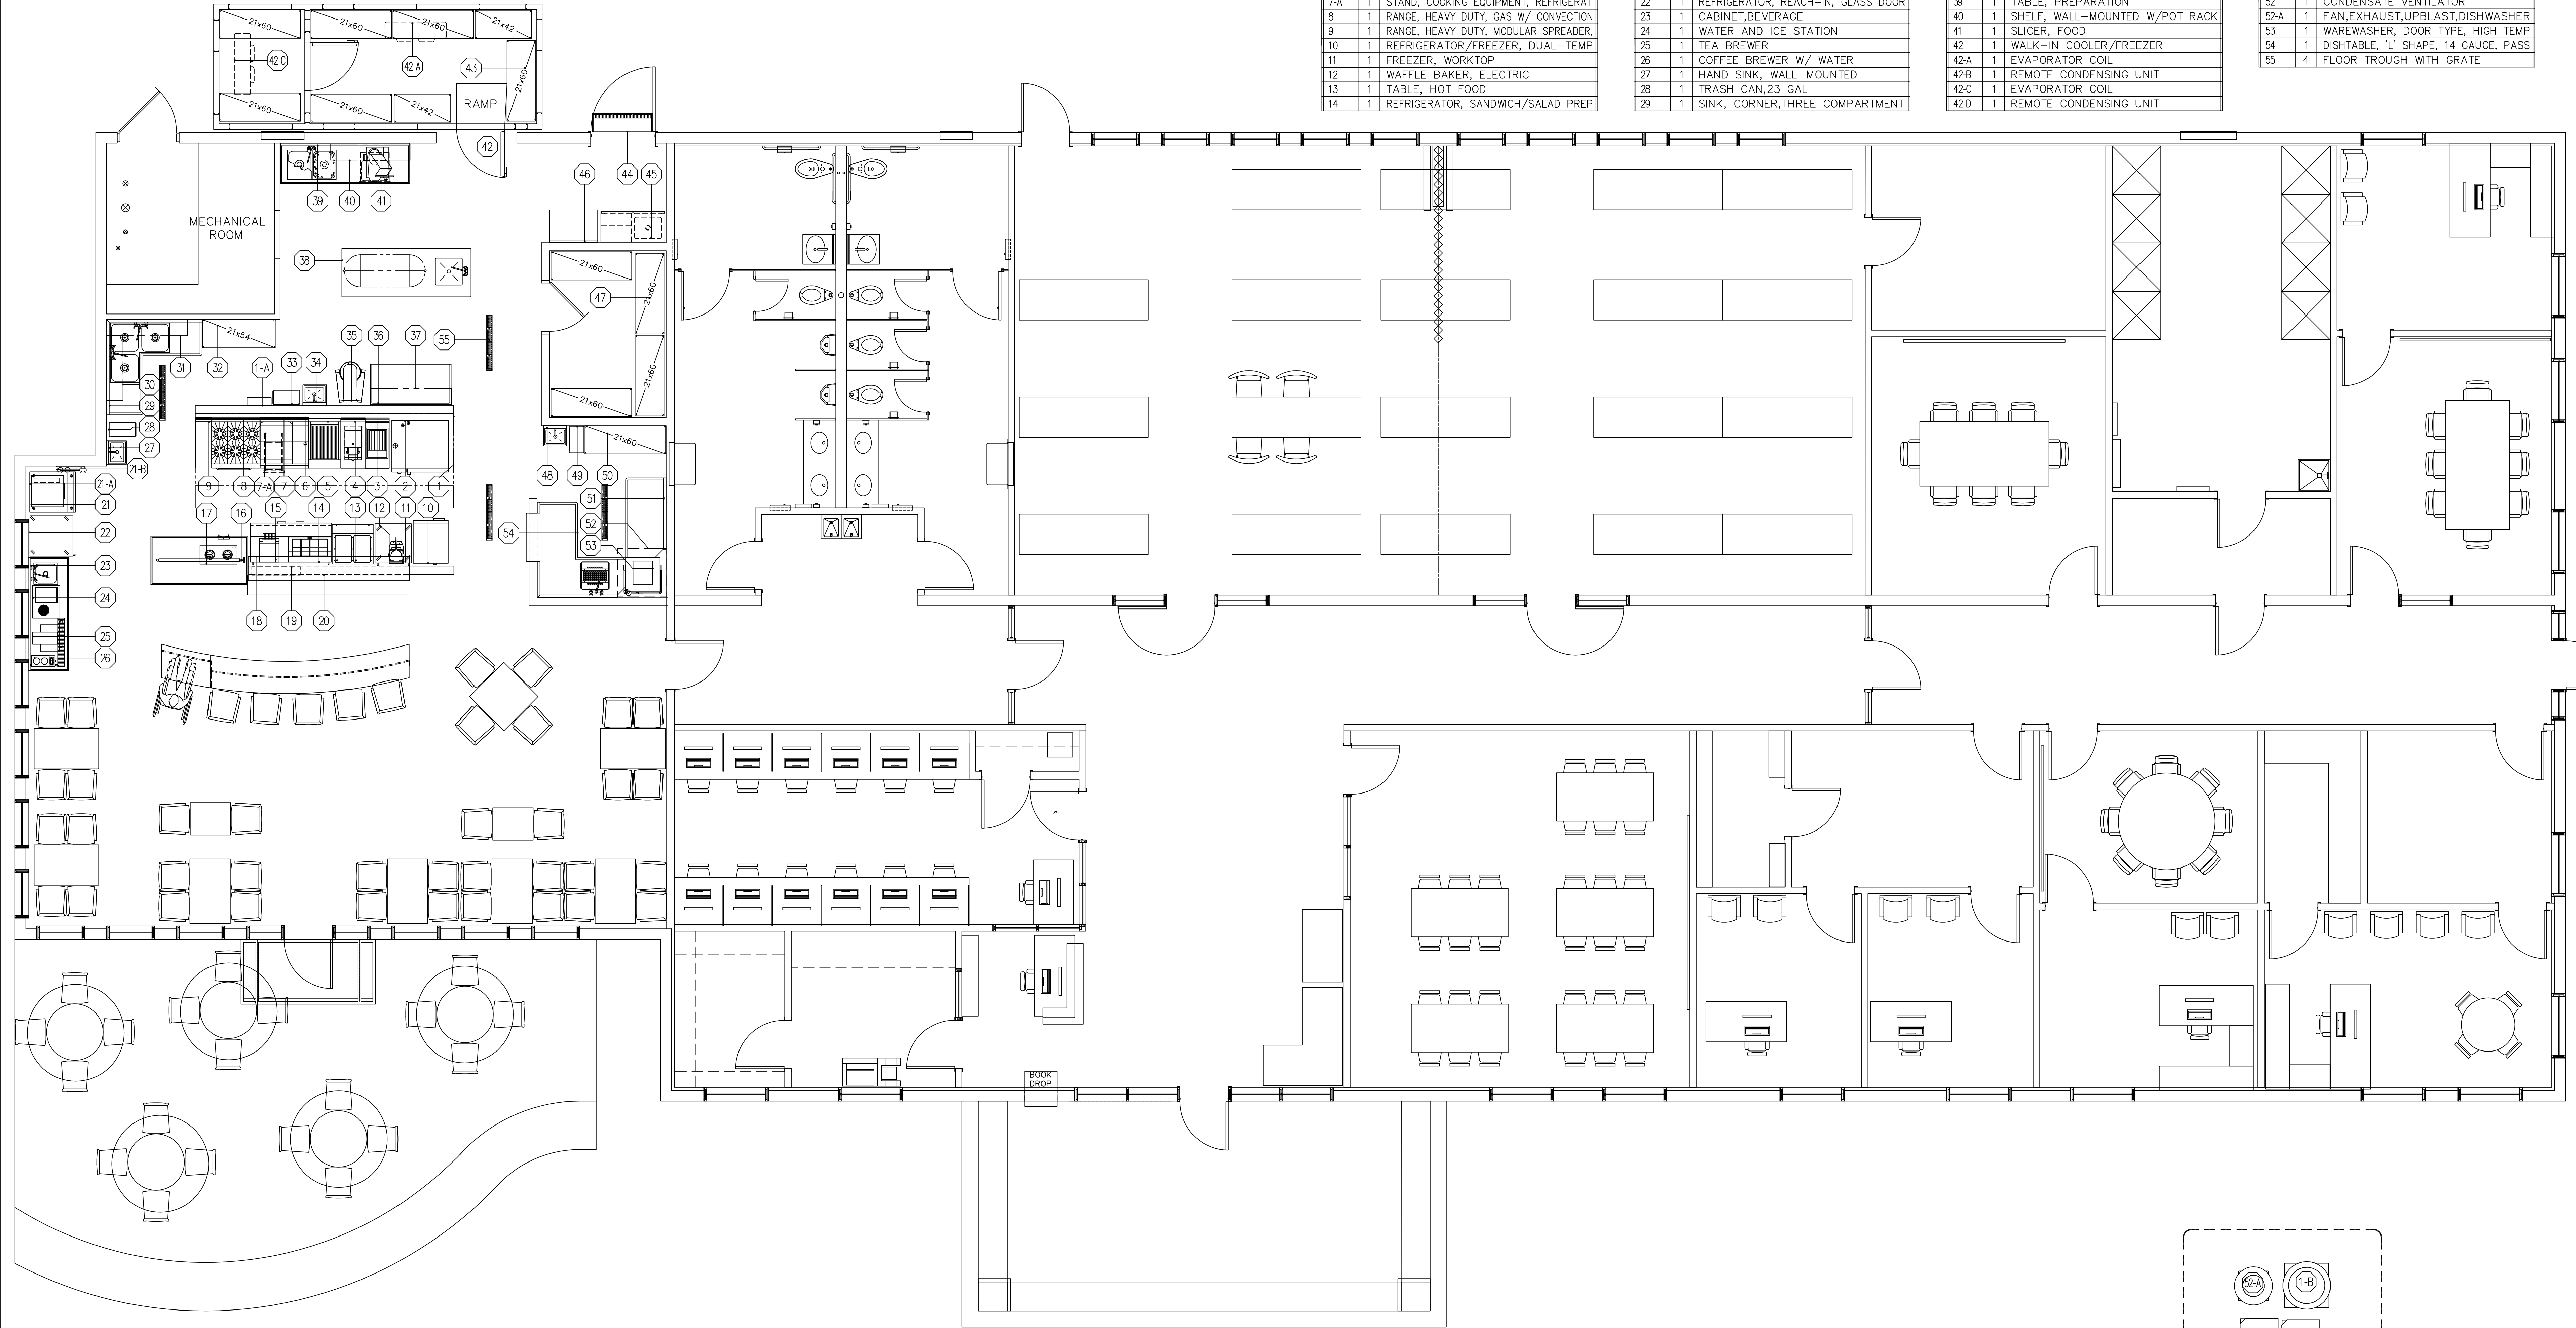 7-A 1 STAND, COOKING EQUIPMENT, REFRIGERAT
8 1 RANGE, HEAVY DUTY, GAS W/ CONVECTION
9 1 RANGE, HEAVY DUTY, MODULAR SPREADER,
10 1 REFRIGERATOR/FREEZER, DUAL-TEMP
11 1 FREEZER, WORKTOP
12 1 WAFFLE BAKER, ELECTRIC
13 1 TABLE, HOT FOOD
14 1 REFRIGERATOR, SANDWICH/SALAD PREP
22 1 REFRIGERATOR, REACH-IN, GLASS DOOR
23 1 CABINET,BEVERAGE
24 1 WATER AND ICE STATION
25 1 TEA BREWER
26 1 COFFEE BREWER W/ WATER
27 1 HAND SINK, WALL-MOUNTED
28 1 TRASH CAN,23 GAL
29 1 SINK, CORNER,THREE COMPARTMENT
39 1 TABLE, PREPARATION
40 1 SHELF, WALL-MOUNTED W/POT RACK
41 1 SLICER, FOOD
42 1 WALK-IN COOLER/FREEZER
42-A 1 EVAPORATOR COIL
42-B 1 REMOTE CONDENSING UNIT
42-C 1 EVAPORATOR COIL
42-D 1 REMOTE CONDENSING UNIT
52 1 CONDENSATE VENTILATOR
52-A 1 FAN,EXHAUST,UPBLAST,DISHWASHER
53 1 WAREWASHER, DOOR TYPE, HIGH TEMP
54 1 DISHTABLE, 'L' SHAPE, 14 GAUGE, PASS
55 4 FLOOR TROUGH WITH GRATE
21x60 21x60 21x60 21x42
42-C 42-A 43 21x60
21x60 21x60 21x42
RAMP
42
44
46 45
39 40 41
MECHANICAL
ROOM
38
21x60
47 21x60
21x54
55
31 32 1-A 33 34 35 36 37
21x60
21x60
30
29
28
27
21-B
48 49 50 21x60
21-A
21
9 8 7-A 7 6 5 4 3 2 1
51
17 16 15 14 13 12 11 10
22
54 52
53
23
24
18 19 20
25
26
BOOK
DROP
52-A 1-B